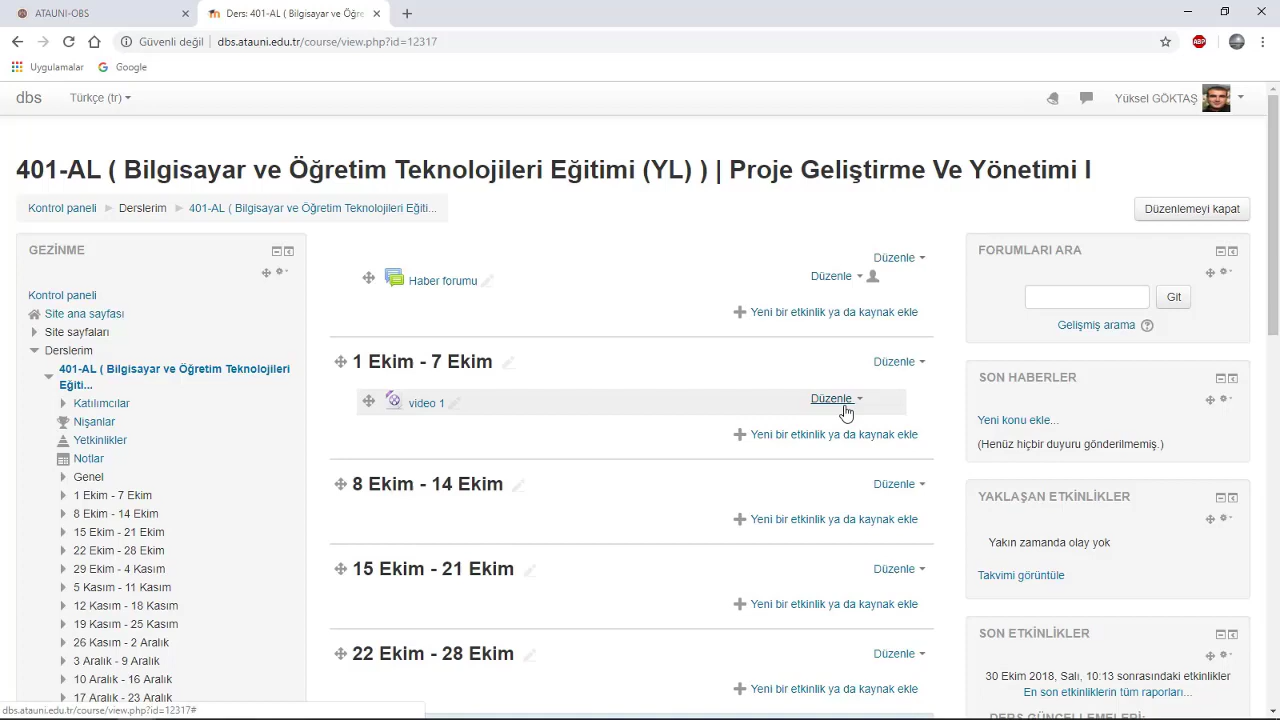 ATAUNI-OBS
Ders: 401-AL ( Bilgisayar ve Öğre
Güvenli değil
dbs.atauni.edu.tr/course/view.php?id=12317
ABP
Uygulamalar
Google
dbs
Türkçe (tr)
Yüksel GÖKTAŞ
401-AL ( Bilgisayar ve Öğretim Teknolojileri Eğitimi (YL) ) | Proje Geliştirme Ve Yönetimi I
Kontrol paneli
Derslerim
401-AL ( Bilgisayar ve Öğretim Teknolojileri Eğiti...
Düzenlemeyi kapat
GEZİNME
Kontrol paneli
Site ana sayfası
Site sayfaları
Derslerim
401-AL ( Bilgisayar ve Öğretim Teknolojileri
Eğiti...
Katılımcılar
Nişanlar
Yetkinlikler
Notlar
Genel
1 Ekim - 7 Ekim
8 Ekim - 14 Ekim
15 Ekim - 21 Ekim
22 Ekim - 28 Ekim
29 Ekim - 4 Kasım
5 Kasım - 11 Kasım
12 Kasım - 18 Kasım
19 Kasım - 25 Kasım
26 Kasım - 2 Aralık
3 Aralık - 9 Aralık
10 Aralık - 16 Aralık
17 Aralık - 23 Aralık
dbs.atauni.edu.tr/course/view.php?id=12317#
Düzenle
Haber forumu
Düzenle
Yeni bir etkinlik ya da kaynak ekle
1 Ekim - 7 Ekim
Düzenle
video 1
Düzenle
Yeni bir etkinlik ya da kaynak ekle
8 Ekim - 14 Ekim
Düzenle
Yeni bir etkinlik ya da kaynak ekle
15 Ekim - 21 Ekim
Düzenle
Yeni bir etkinlik ya da kaynak ekle
22 Ekim - 28 Ekim
Düzenle
Yeni bir etkinlik ya da kaynak ekle
FORUMLARI ARA
Git
Gelişmiş arama
SON HABERLER
Yeni konu ekle...
(Henüz hiçbir duyuru gönderilmemiş.)
YAKLAŞAN ETKİNLİKLER
Yakın zamanda olay yok
Takvimi görüntüle
SON ETKİNLİKLER
30 Ekim 2018, Salı, 10:13 sonrasındaki etkinlikler
En son etkinliklerin tüm raporları...
DERS GÜNCELLEMELERİ: